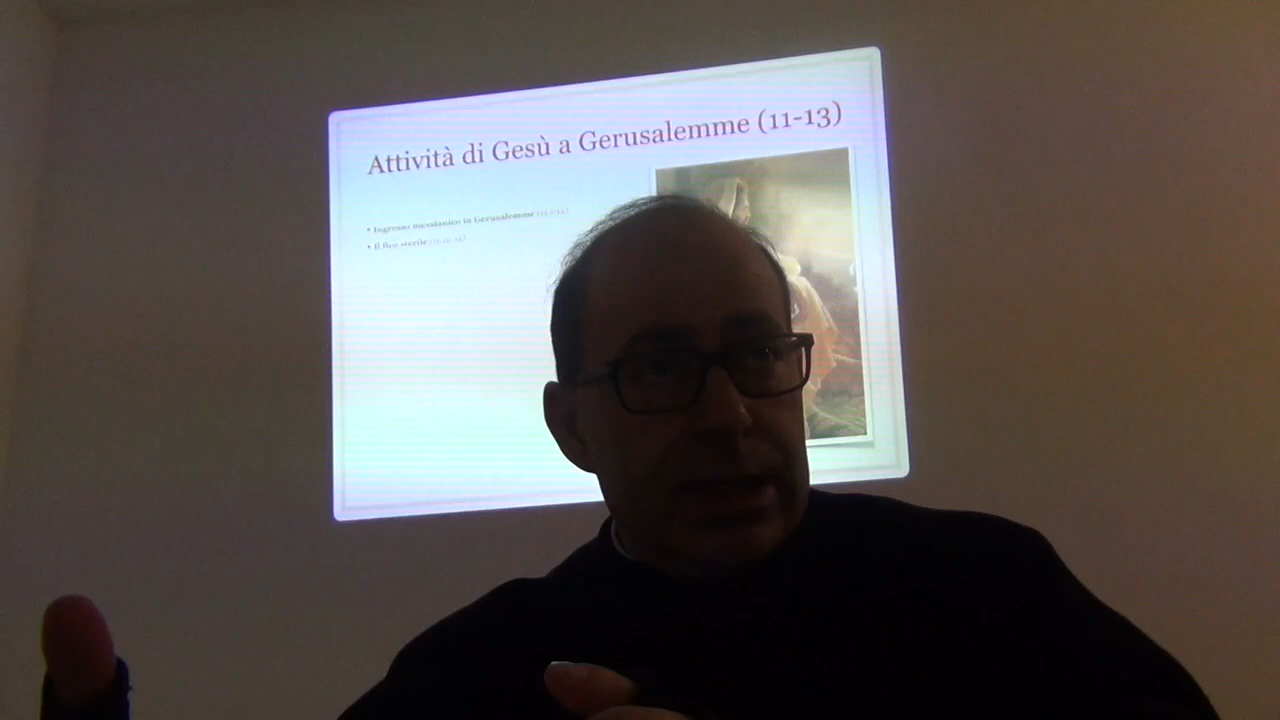 Attività di Gesù a Gerusalemme (11-13)
• Ingresso messianico in Gerusalemme
• Il fico sterile